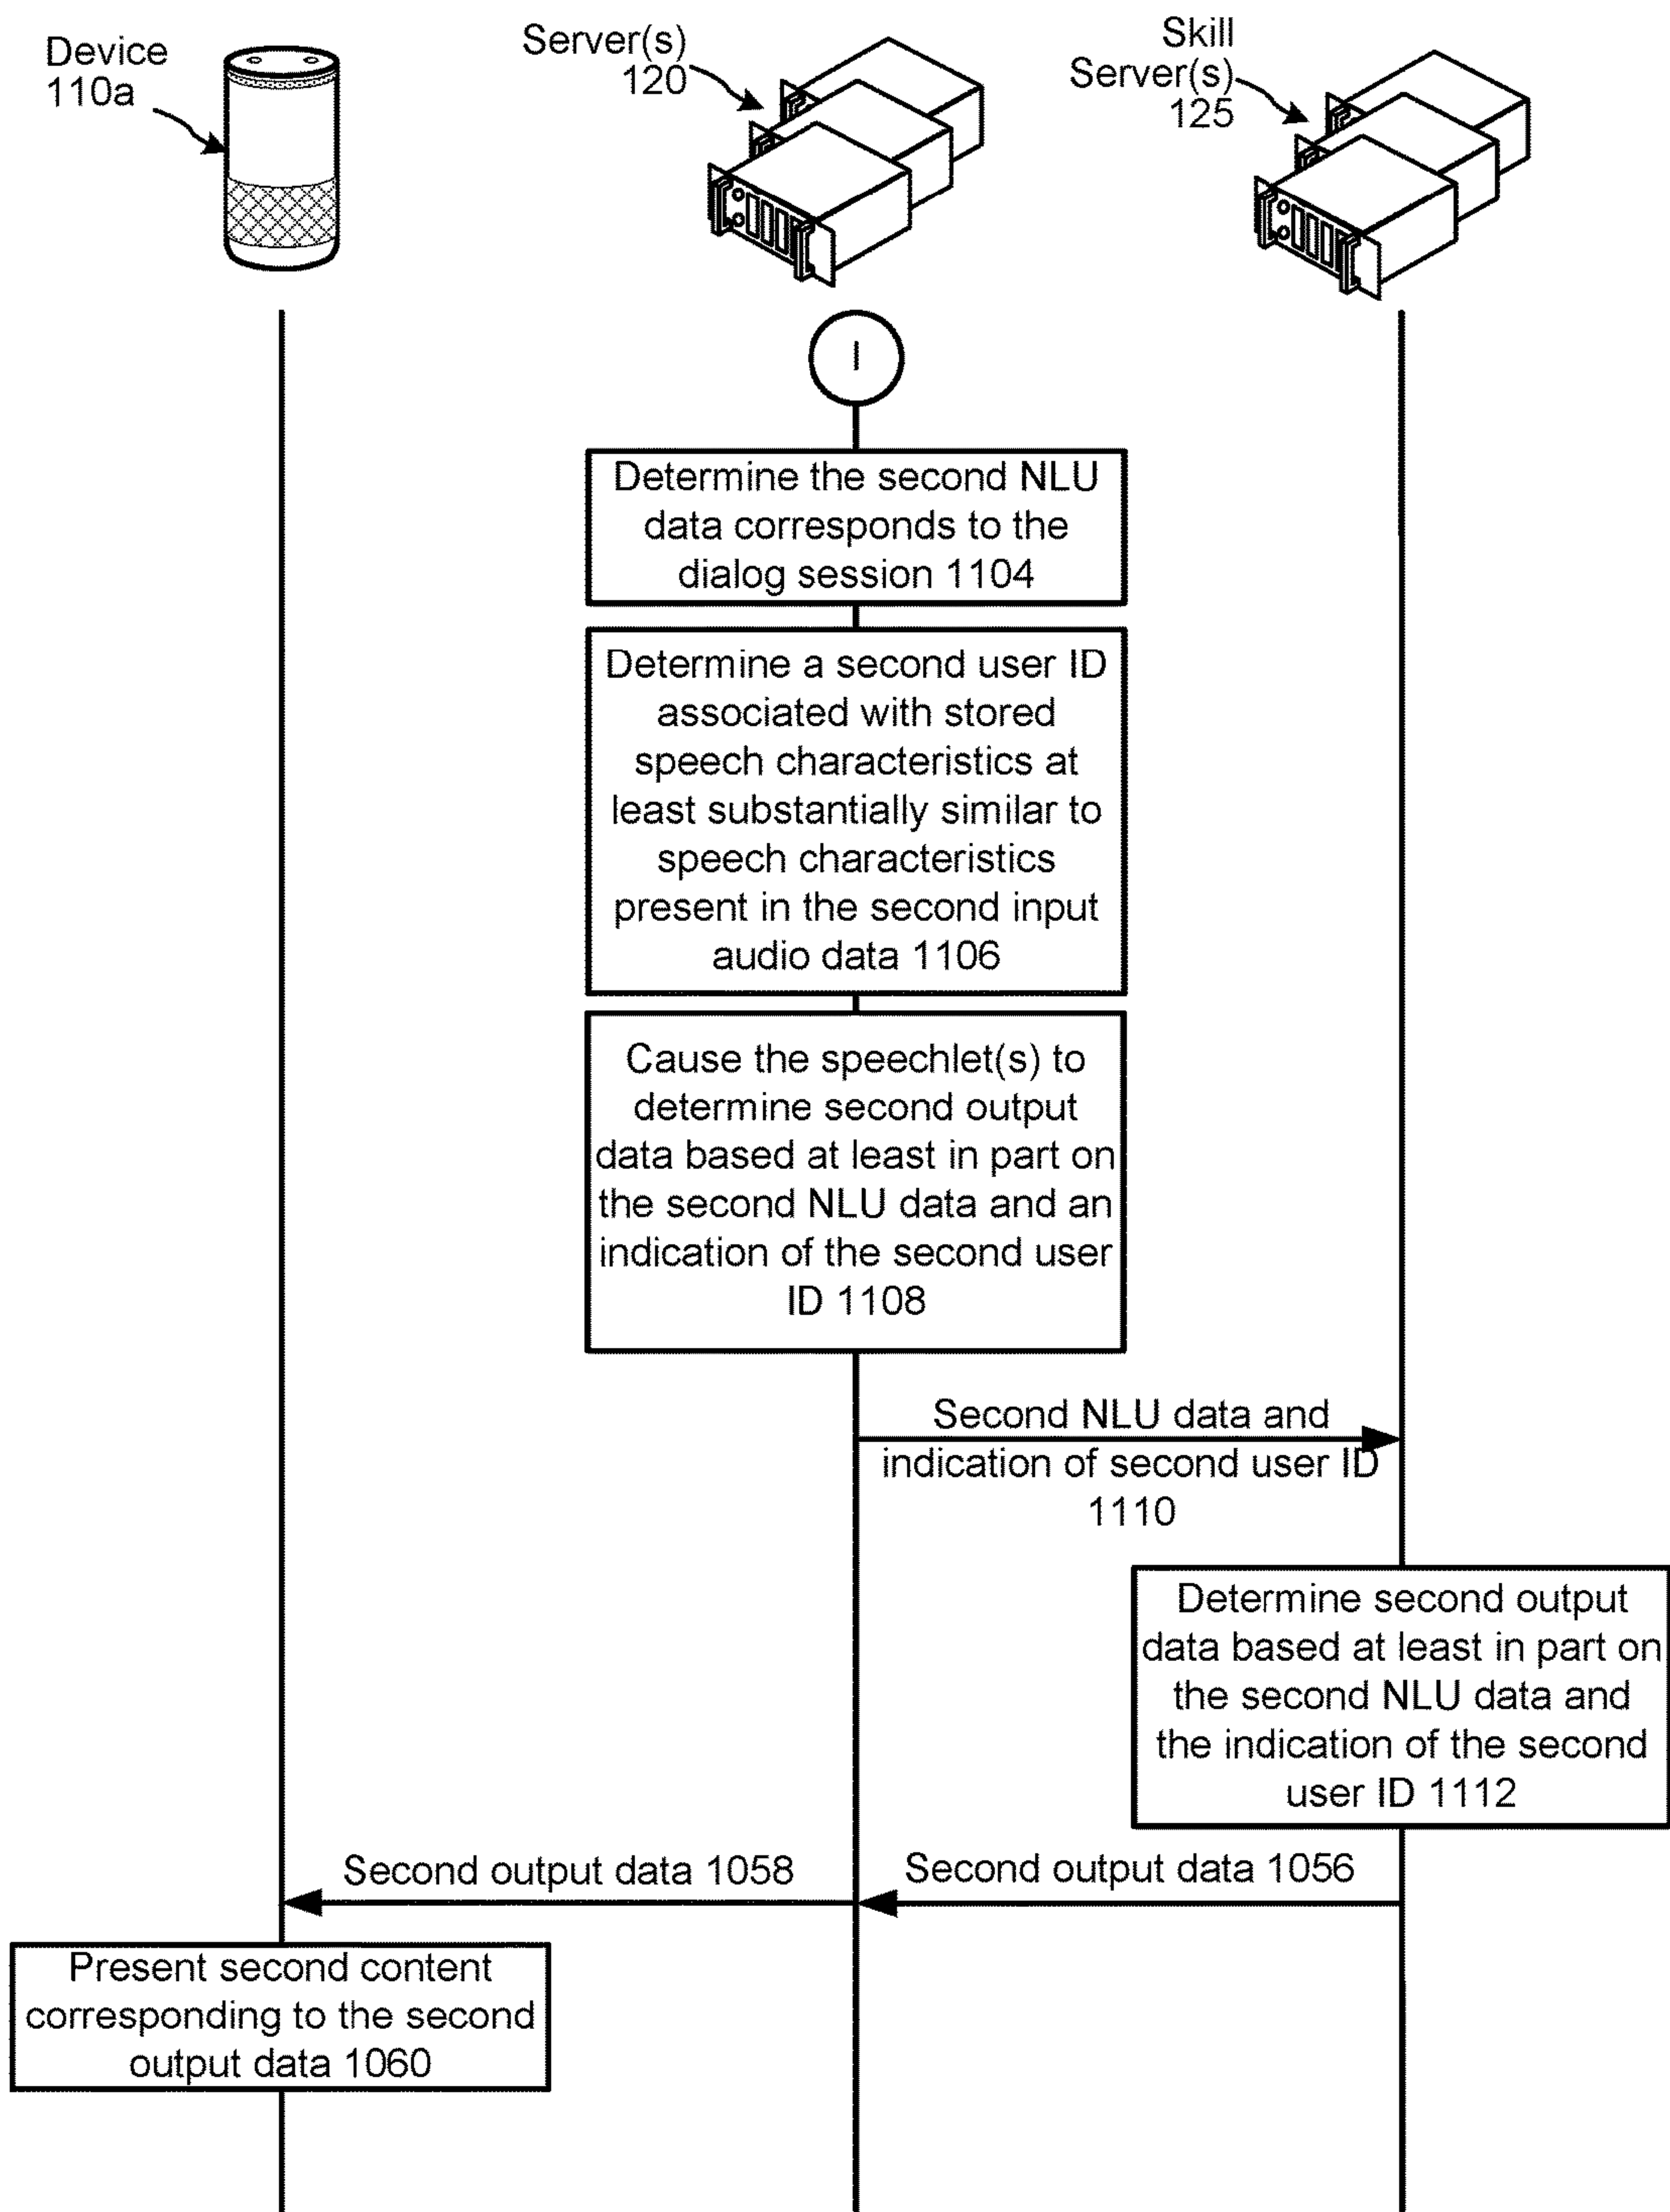 Device
110a
Server(s)
120
Skill
Server(s)
125
I
Determine the second NLU
data corresponds to the
dialog session 1104
Determine a second user ID
associated with stored
speech characteristics at
least substantially similar to
speech characteristics
present in the second input
audio data 1106
Cause the speechlet(s) to
determine second output
data based at least in part on
the second NLU data and an
indication of the second user
ID 1108
Second NLU data and
indication of second user ID
1110
Determine second output
data based at least in part on
the second NLU data and
the indication of the second
user ID 1112
Second output data 1058
Second output data 1056
Present second content
corresponding to the second
output data 1060